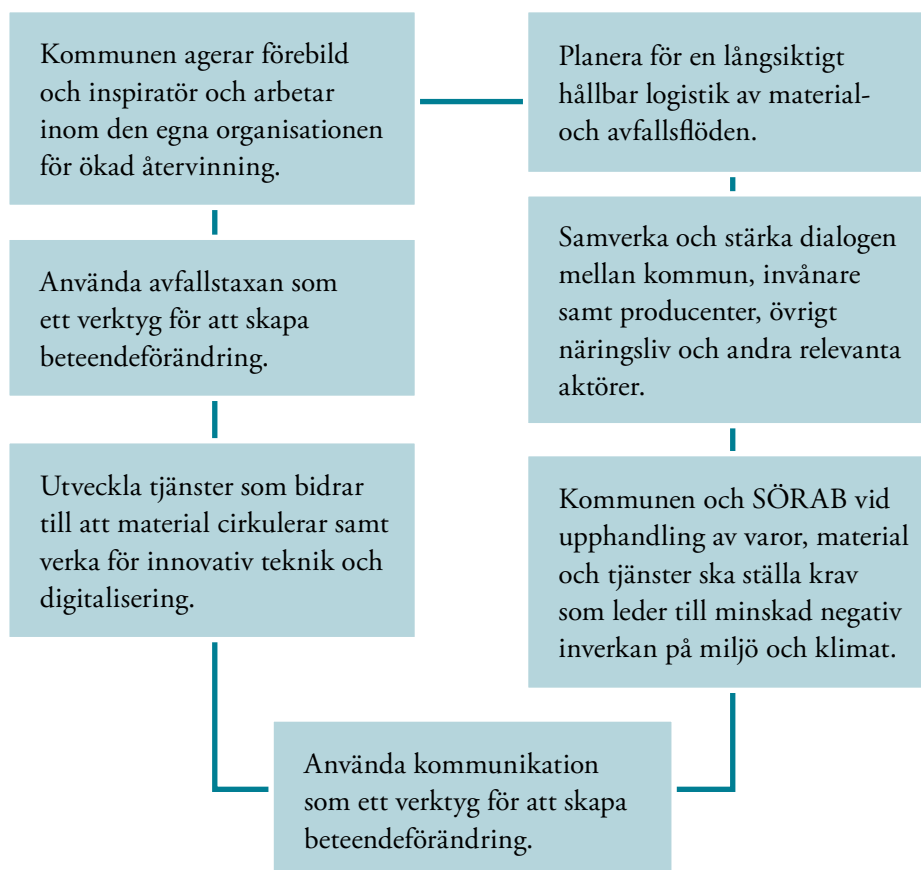 Kommunen agerar förebild
och inspiratör och arbetar
inom den egna organisationen
för ökad återvinning.
Planera för en långsiktigt
hållbar logistik av material-
och avfallsflöden.
Använda avfallstaxan som
ett verktyg för att skapa
beteendeförändring.
Samverka och stärka dialogen
mellan kommun, invånare
samt producenter, övrigt
näringsliv och andra relevanta
aktörer.
Utveckla tjänster som bidrar
till att material cirkulerar samt
verka för innovativ teknik och
digitalisering.
Kommunen och SÖRAB vid
upphandling av varor, material
och tjänster ska ställa krav
som leder till minskad negativ
inverkan på miljö och klimat.
Använda kommunikation
som ett verktyg för att skapa
beteendeförändring.